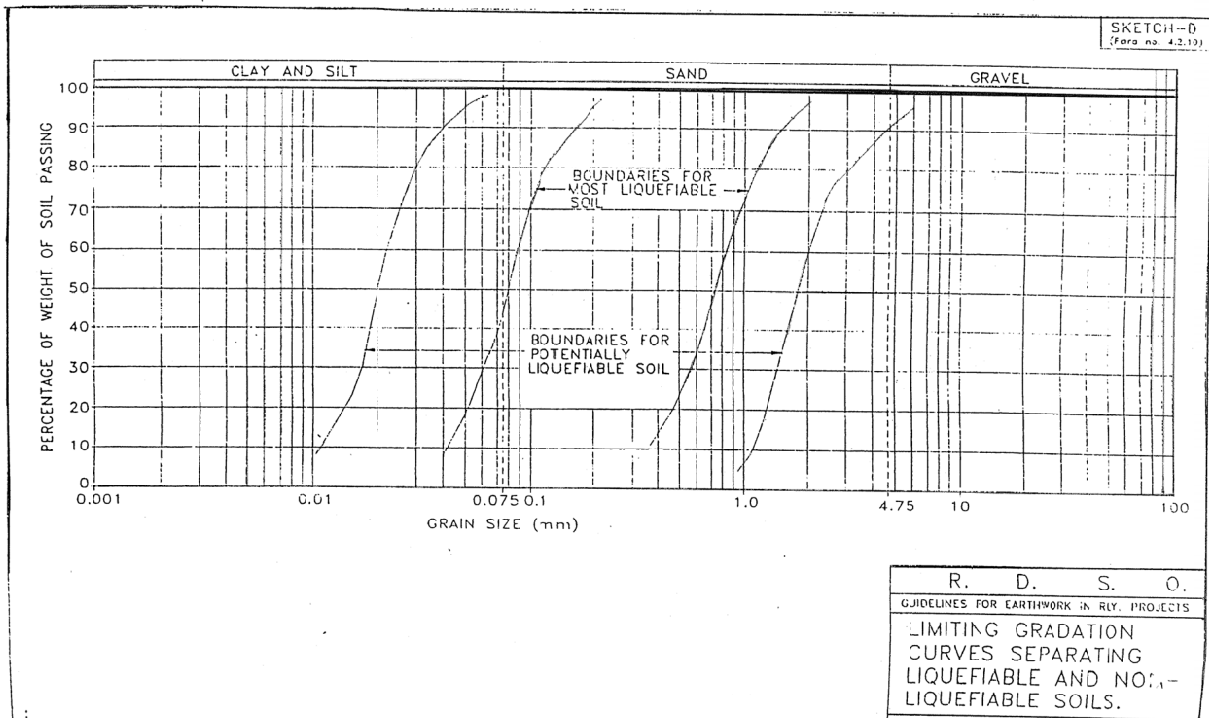 SKETCH-D
(Para no. 4.2.10)
CLAY AND SILT
SAND
GRAVEL
PERCENTAGE OF WEIGHT OF SOIL PASSING
100
90
80
70
60
50
40
30
20
10
0
BOUNDARIES FOR
MOST LIQUEFIABLE
SOIL
BOUNDARIES FOR
POTENTIALLY
LIQUEFIABLE SOIL
0.001
0.01
0.075
0.1
1.0
4.75
10
100
GRAIN SIZE (mm)
R. D. S. O.
GUIDELINES FOR EARTHWORK IN RLY. PROJECTS
LIMITING GRADATION
CURVES SEPARATING
LIQUEFIABLE AND NON-
LIQUEFIABLE SOILS.